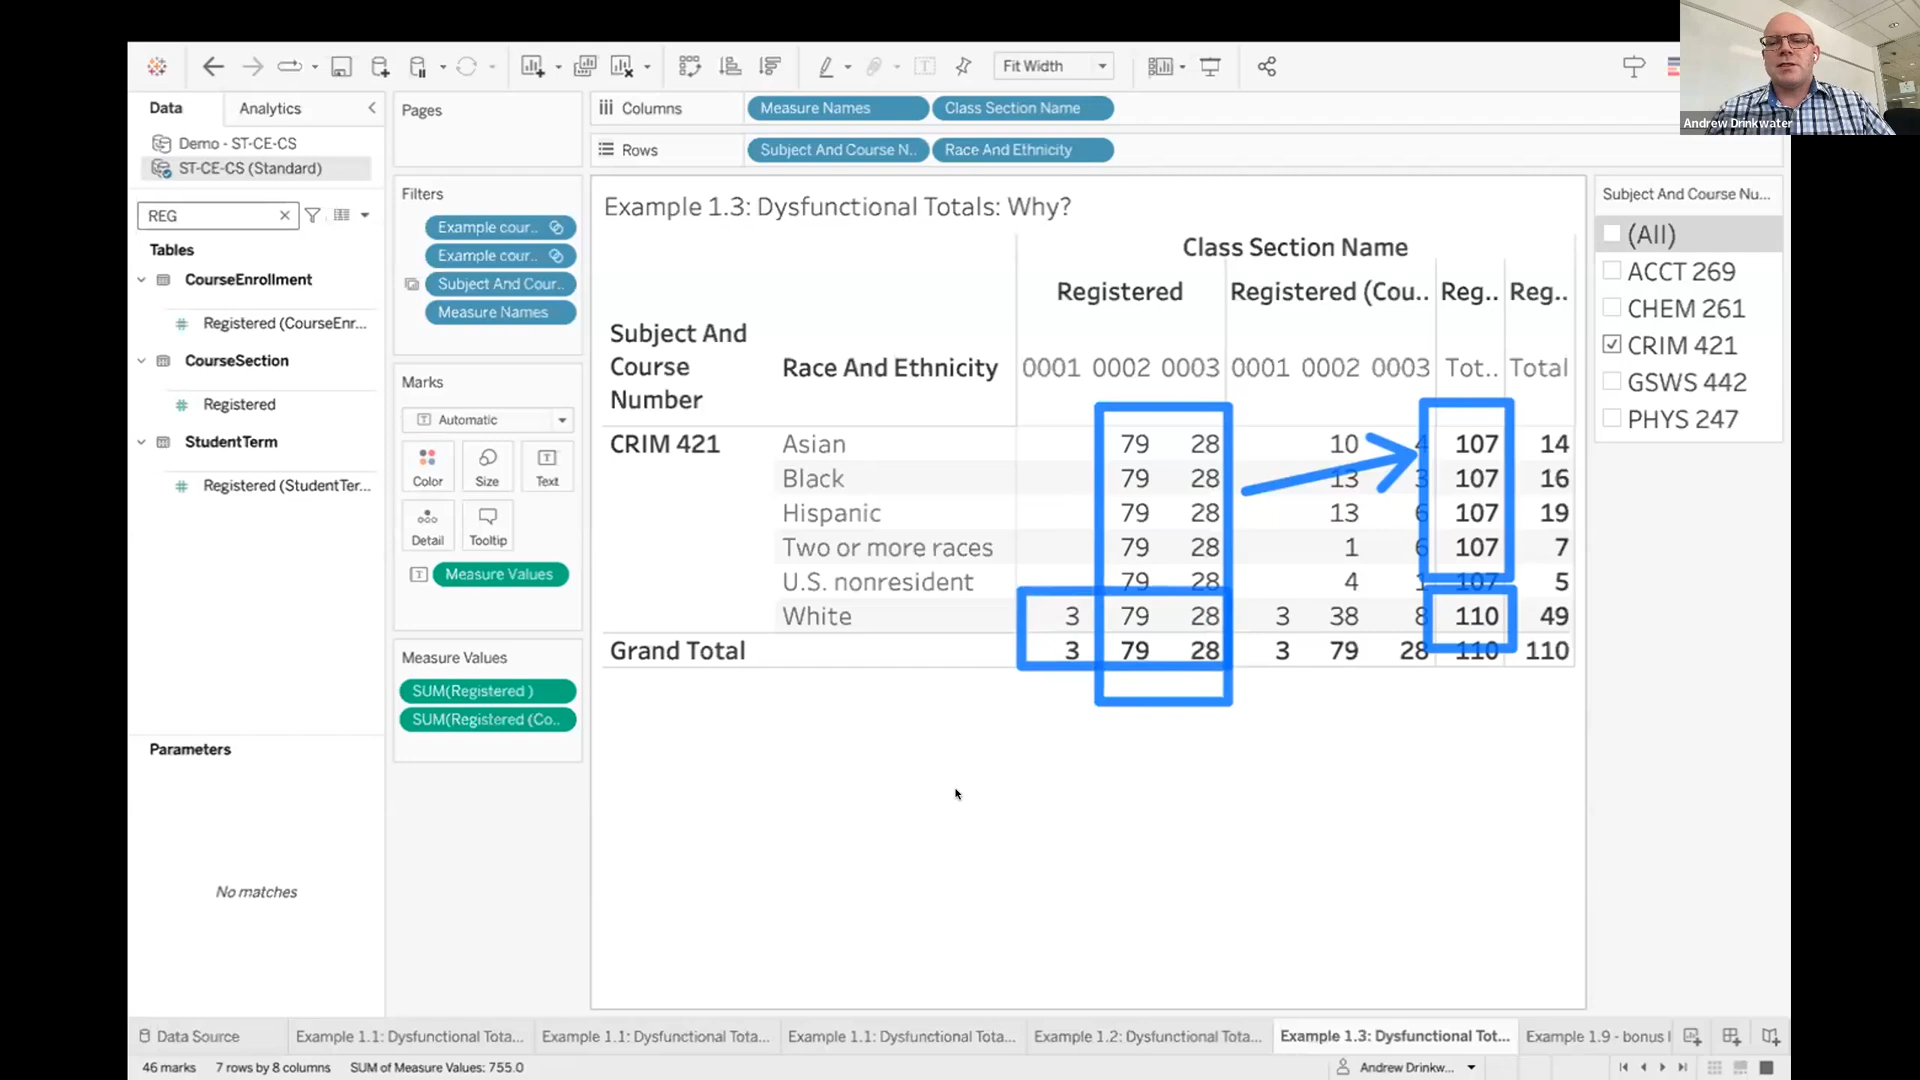 Fit Width
Andrew Drinkwater
Data
Analytics
Demo - ST-CE-CS
ST-CE-CS (Standard)
REG
Tables
CourseEnrollment
Registered (CourseEnr...
CourseSection
Registered
StudentTerm
Registered (StudentTer...
Parameters
No matches
Pages
Filters
Example cour..
Example cour..
Subject And Cour..
Measure Names
Marks
Automatic
Color
Size
Text
Detail
Tooltip
Measure Values
Measure Values
SUM(Registered )
SUM(Registered (Co..
Columns
Measure Names
Class Section Name
Rows
Subject And Course N..
Race And Ethnicity
Example 1.3: Dysfunctional Totals: Why?
Class Section Name
Registered
Registered (Cou..
Reg..
Reg..
Subject And
Course
Number
Race And Ethnicity
0001 0002 0003 0001 0002 0003 Tot.. Total
CRIM 421 Asian 79 28 10 4 107 14
Black 79 28 13 3 107 16
Hispanic 79 28 13 6 107 19
Two or more races 79 28 1 6 107 7
U.S. nonresident 79 28 4 1 107 5
White 3 79 28 3 38 8 110 49
Grand Total 3 79 28 3 79 28 110 110
Subject And Course Nu...
(All)
ACCT 269
CHEM 261
CRIM 421
GSWS 442
PHYS 247
Data Source
Example 1.1: Dysfunctional Tota...
Example 1.1: Dysfunctional Tota...
Example 1.1: Dysfunctional Tota...
Example 1.2: Dysfunctional Tota...
Example 1.3: Dysfunctional Tot...
Example 1.9 - bonus
46 marks
7 rows by 8 columns
SUM of Measure Values: 755.0
Andrew Drinkw...